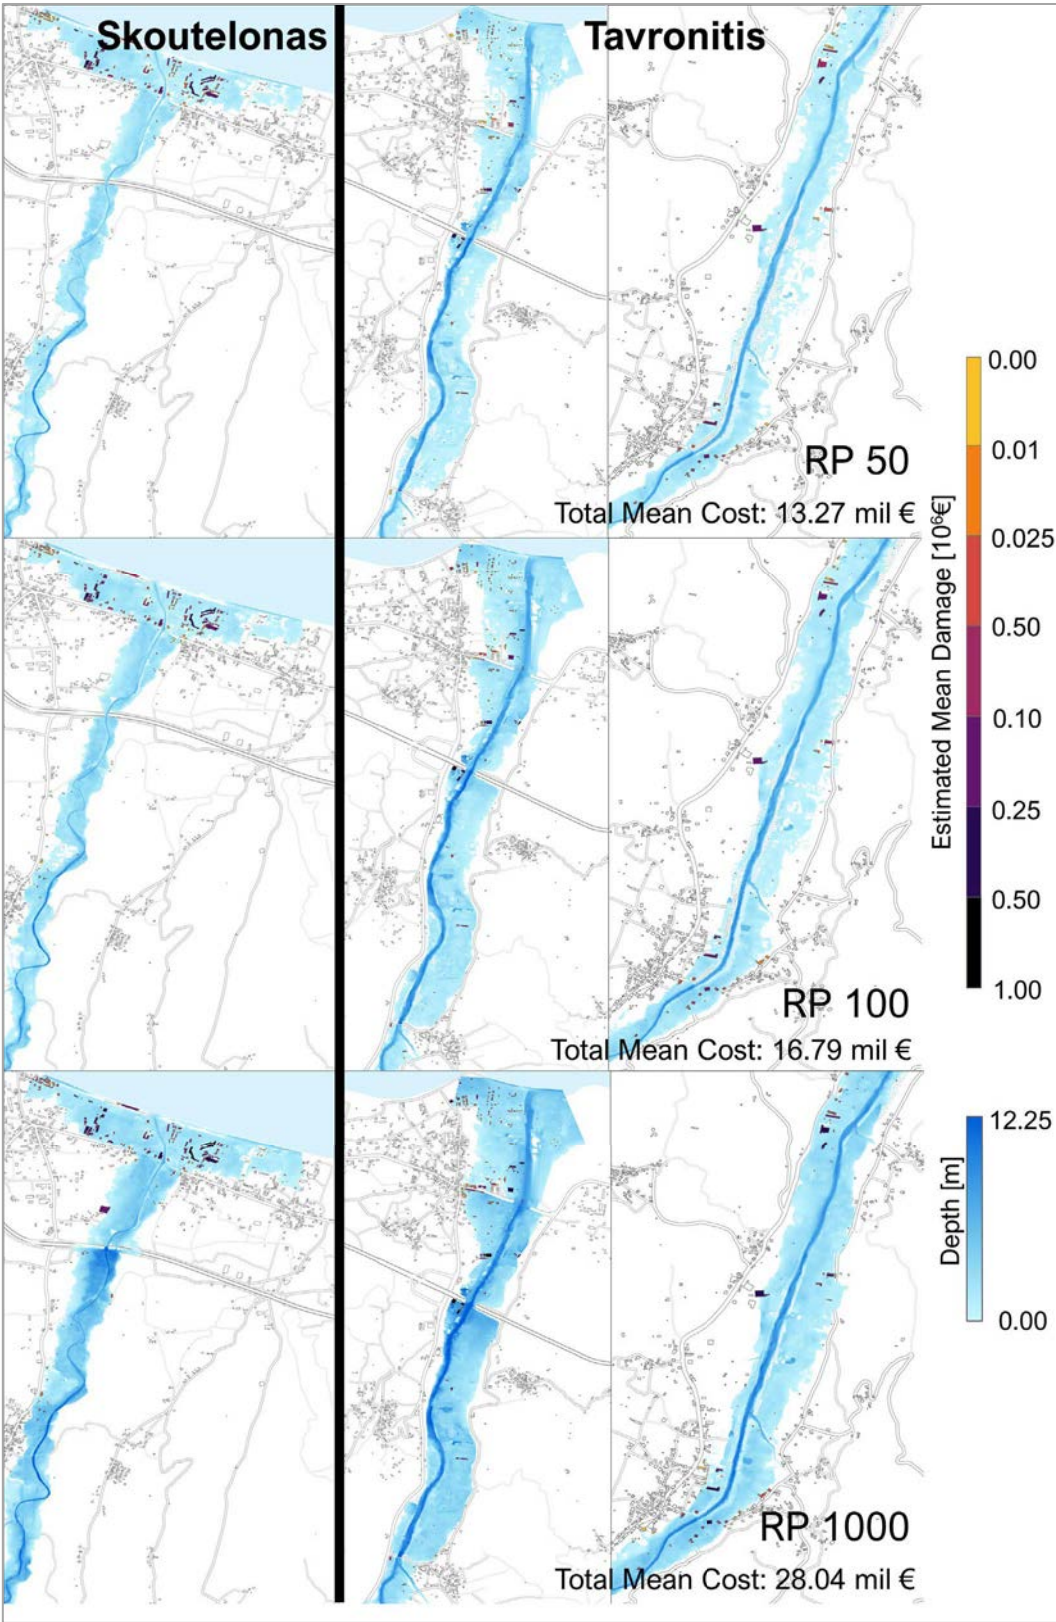 Skoutelonas
Tavronitis
RP 50
Total Mean Cost: 13.27 mil €
RP 100
Total Mean Cost: 16.79 mil €
RP 1000
Total Mean Cost: 28.04 mil €
Estimated Mean Damage [10⁶€]
0.00
0.01
0.025
0.50
0.10
0.25
0.50
1.00
Depth [m]
12.25
0.00